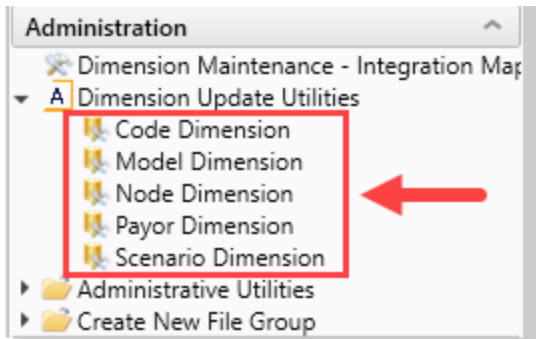 Administration
Dimension Maintenance - Integration Map
A Dimension Update Utilities
Code Dimension
Model Dimension
Node Dimension
Payor Dimension
Scenario Dimension
Administrative Utilities
Create New File Group